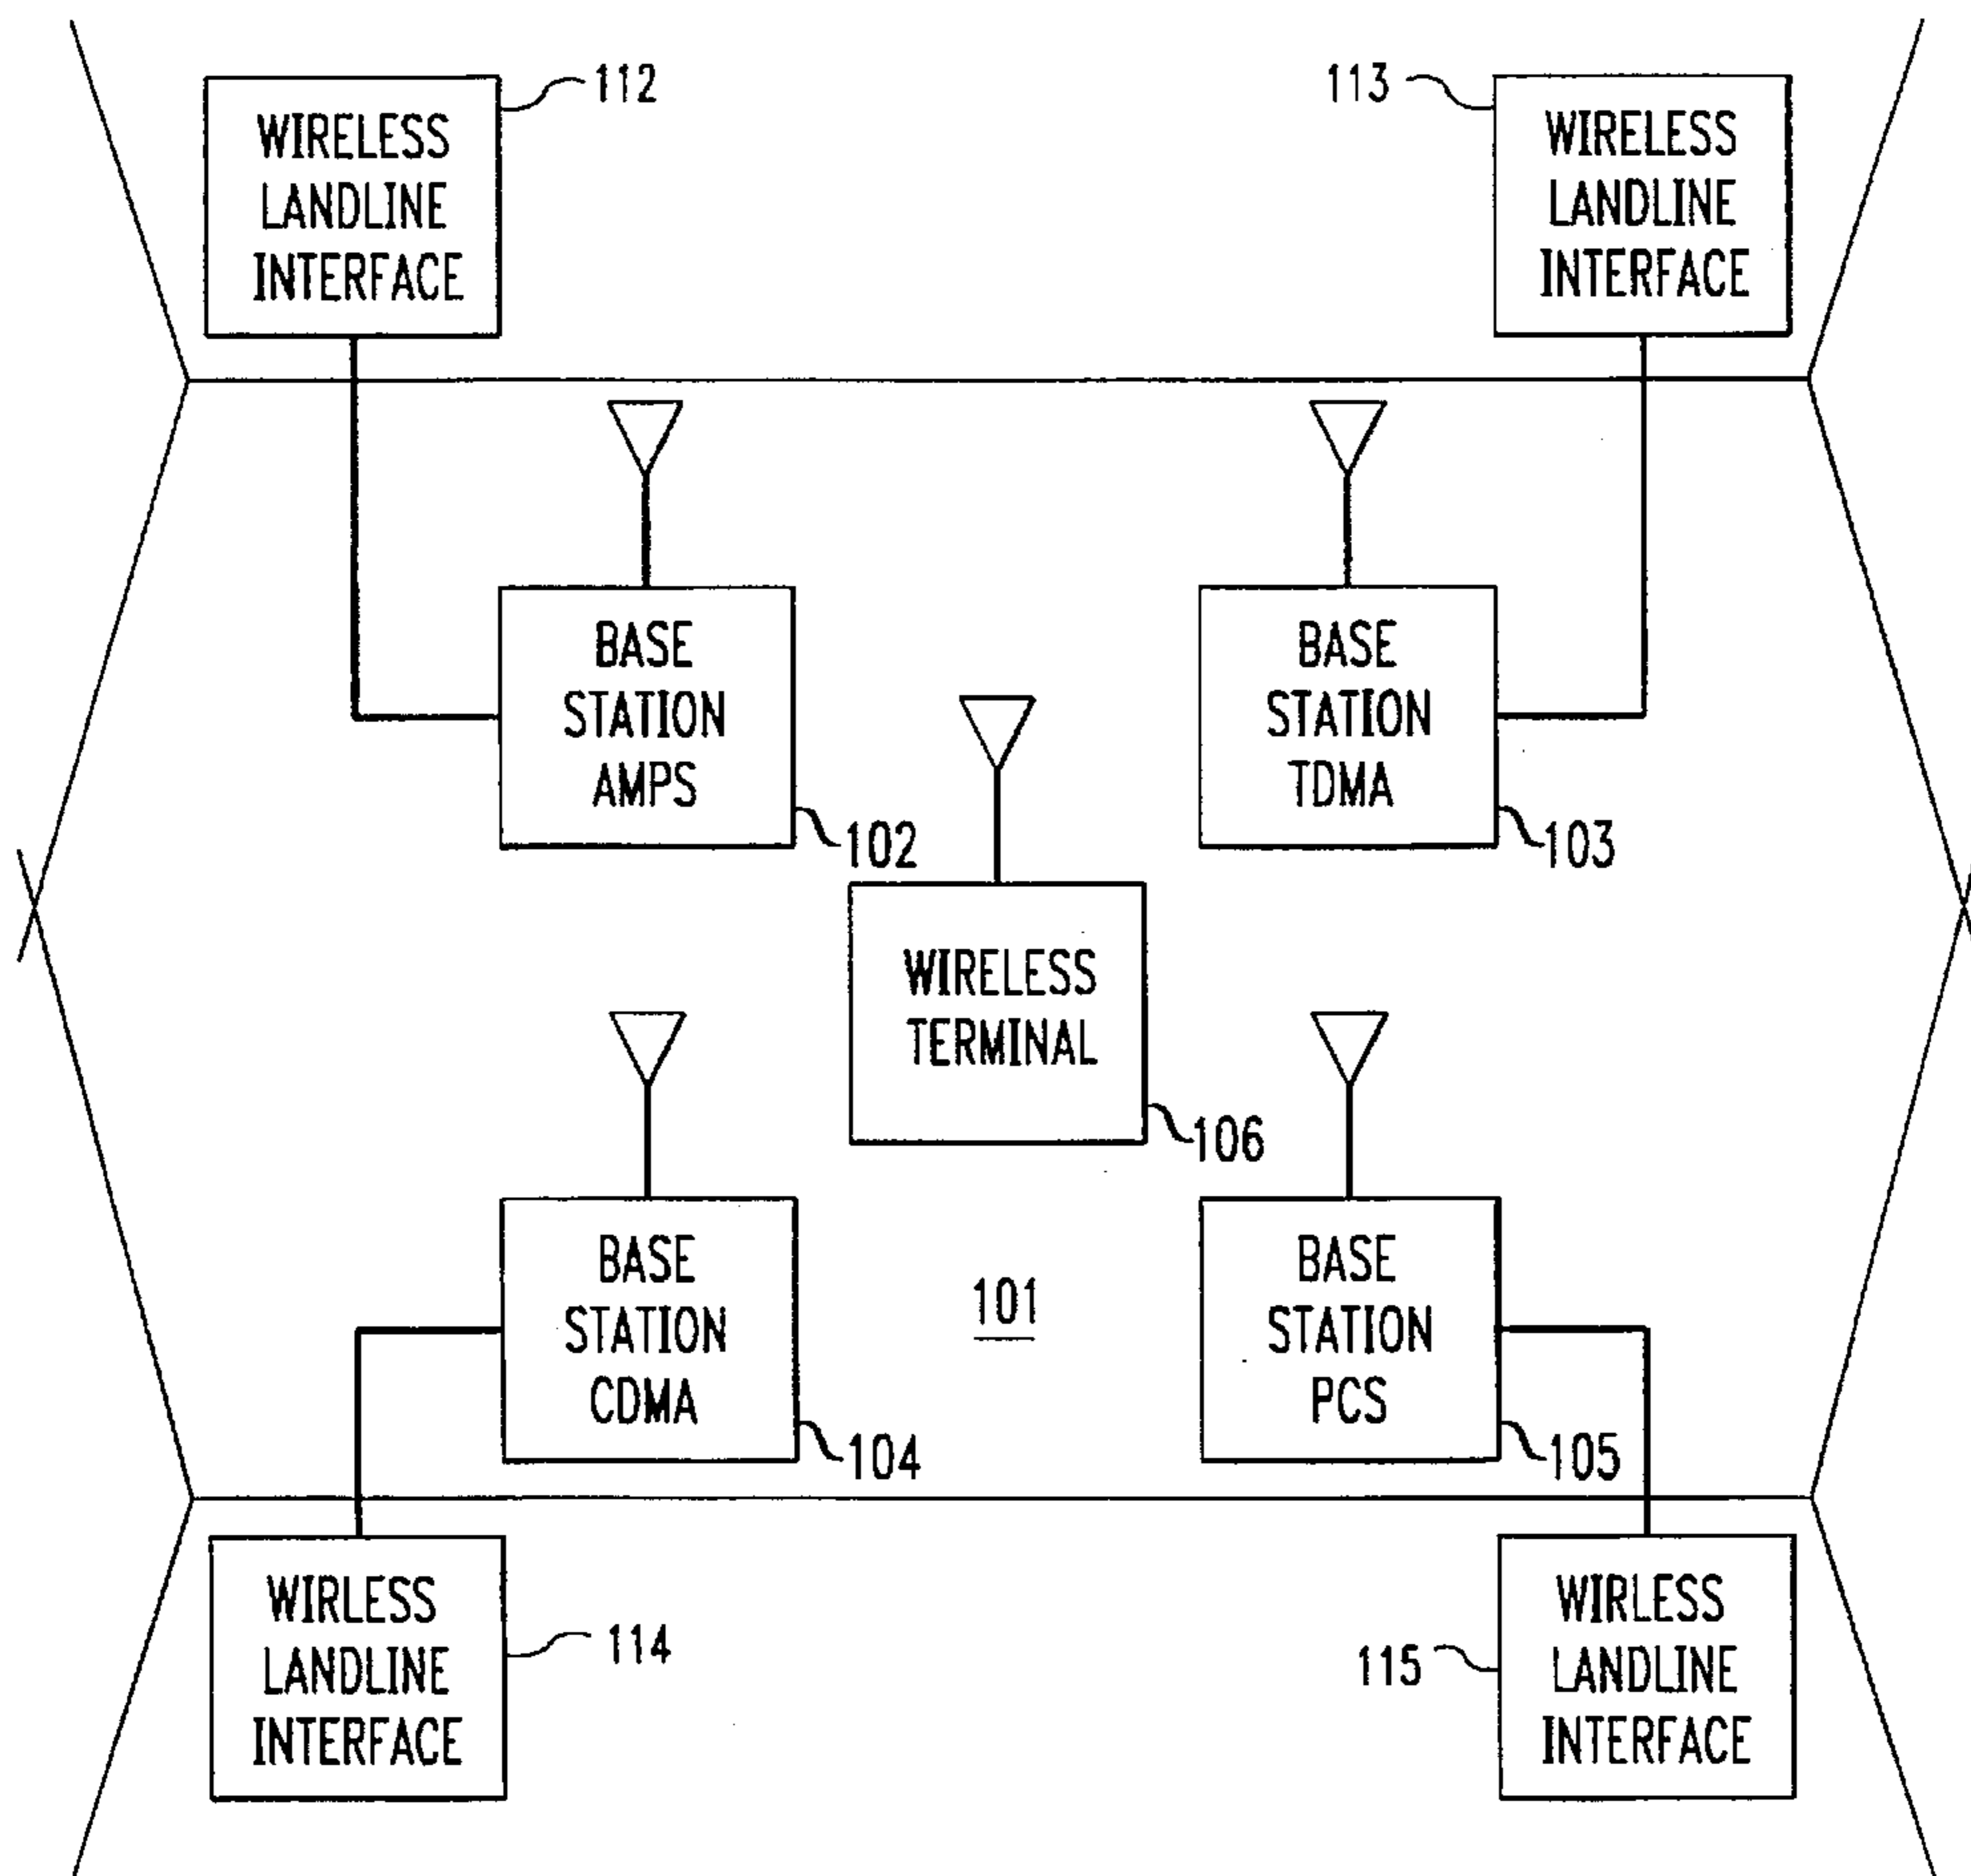 112
WIRELESS
LANDLINE
INTERFACE
113
WIRELESS
LANDLINE
INTERFACE
BASE
STATION
AMPS
102
BASE
STATION
TDMA
103
WIRELESS
TERMINAL
106
BASE
STATION
CDMA
104
101
BASE
STATION
PCS
105
WIRLESS
LANDLINE
INTERFACE
114
115
WIRLESS
LANDLINE
INTERFACE